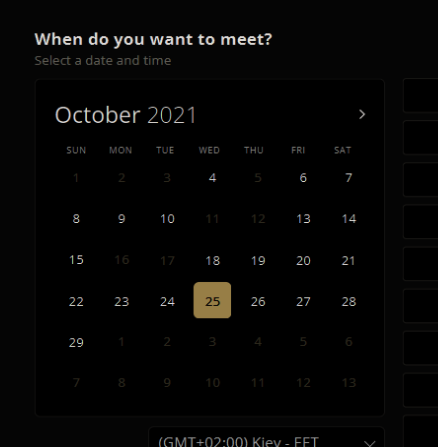 When do you want to meet?
Select a date and time
October 2021
SUN MON TUE WED THU FRI SAT
1 2 3 4 5 6 7
8 9 10 11 12 13 14
15 16 17 18 19 20 21
22 23 24 25 26 27 28
29 1 2 3 4 5 6
7 8 9 10 11 12 13
(GMT+02:00) Kiev - EET